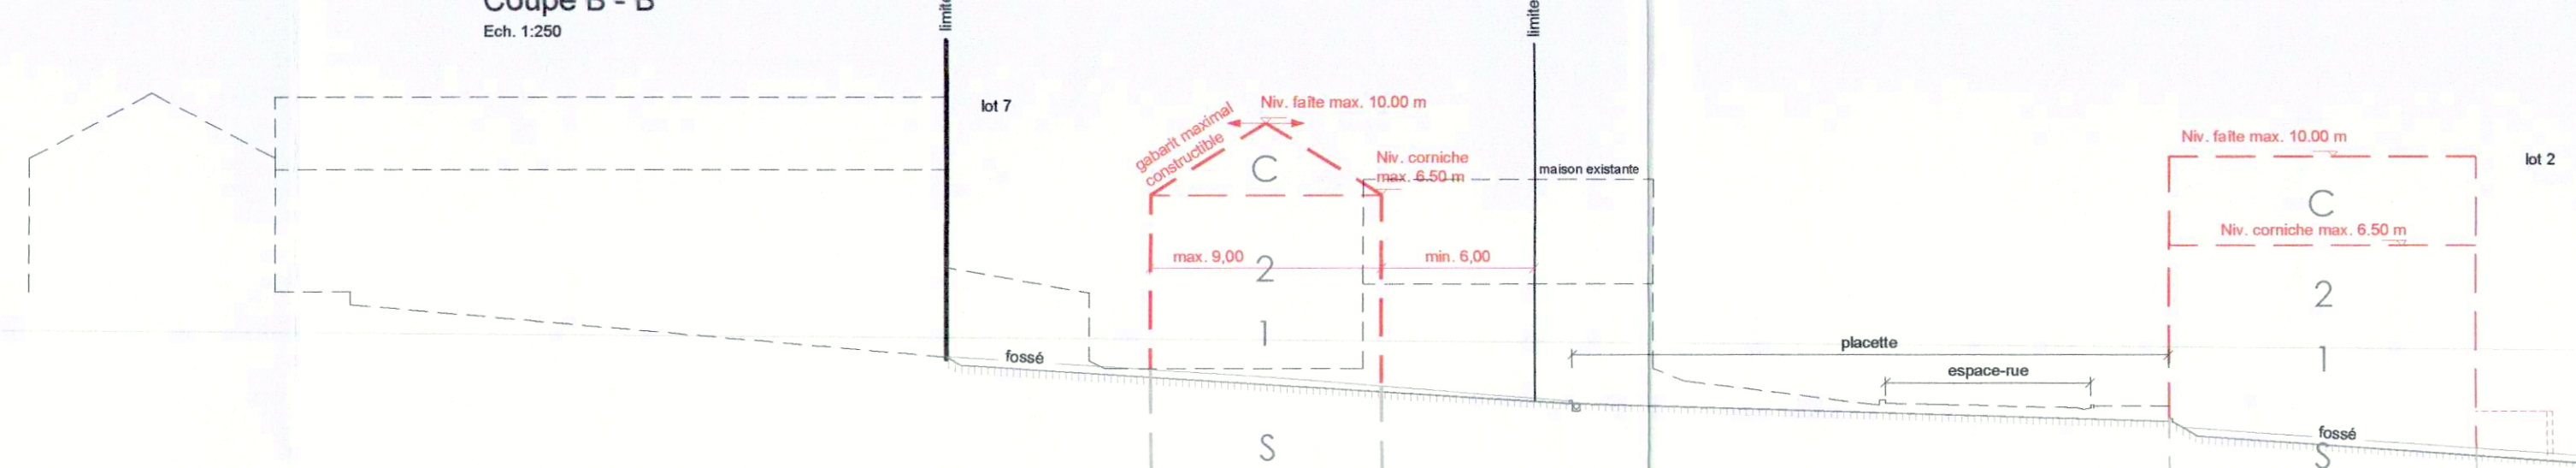 Coupe B - B
Ech. 1:250
limite
limite
lot 7
gabarit maximal
constructible
Niv. faîte max. 10.00 m
C
Niv. corniche
max. 6.50 m
maison existante
max. 9,00
2
min. 6,00
1
fossé
S
placette
espace-rue
Niv. faîte max. 10.00 m
lot 2
C
Niv. corniche max. 6.50 m
2
1
fossé
S